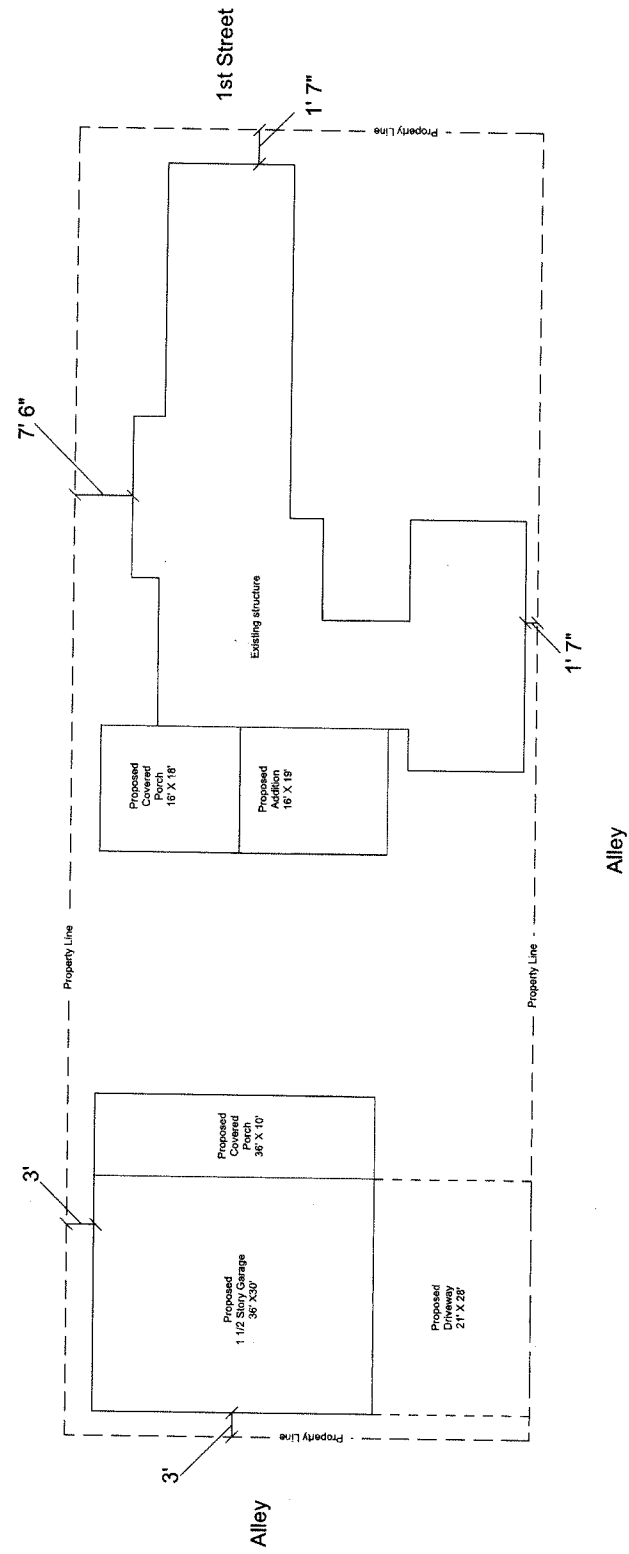 1st Street
1' 7"
Property Line
7' 6"
Existing structure
1' 7"
Proposed
Covered
Porch
16' X 18'
Proposed
Addition
16' X 19'
Alley
Property Line
Property Line
3'
Proposed
Covered
Porch
36' X 10'
Proposed
1 1/2 Story Garage
36' X30'
Proposed
Driveway
21' X 28'
3'
Property Line
Alley